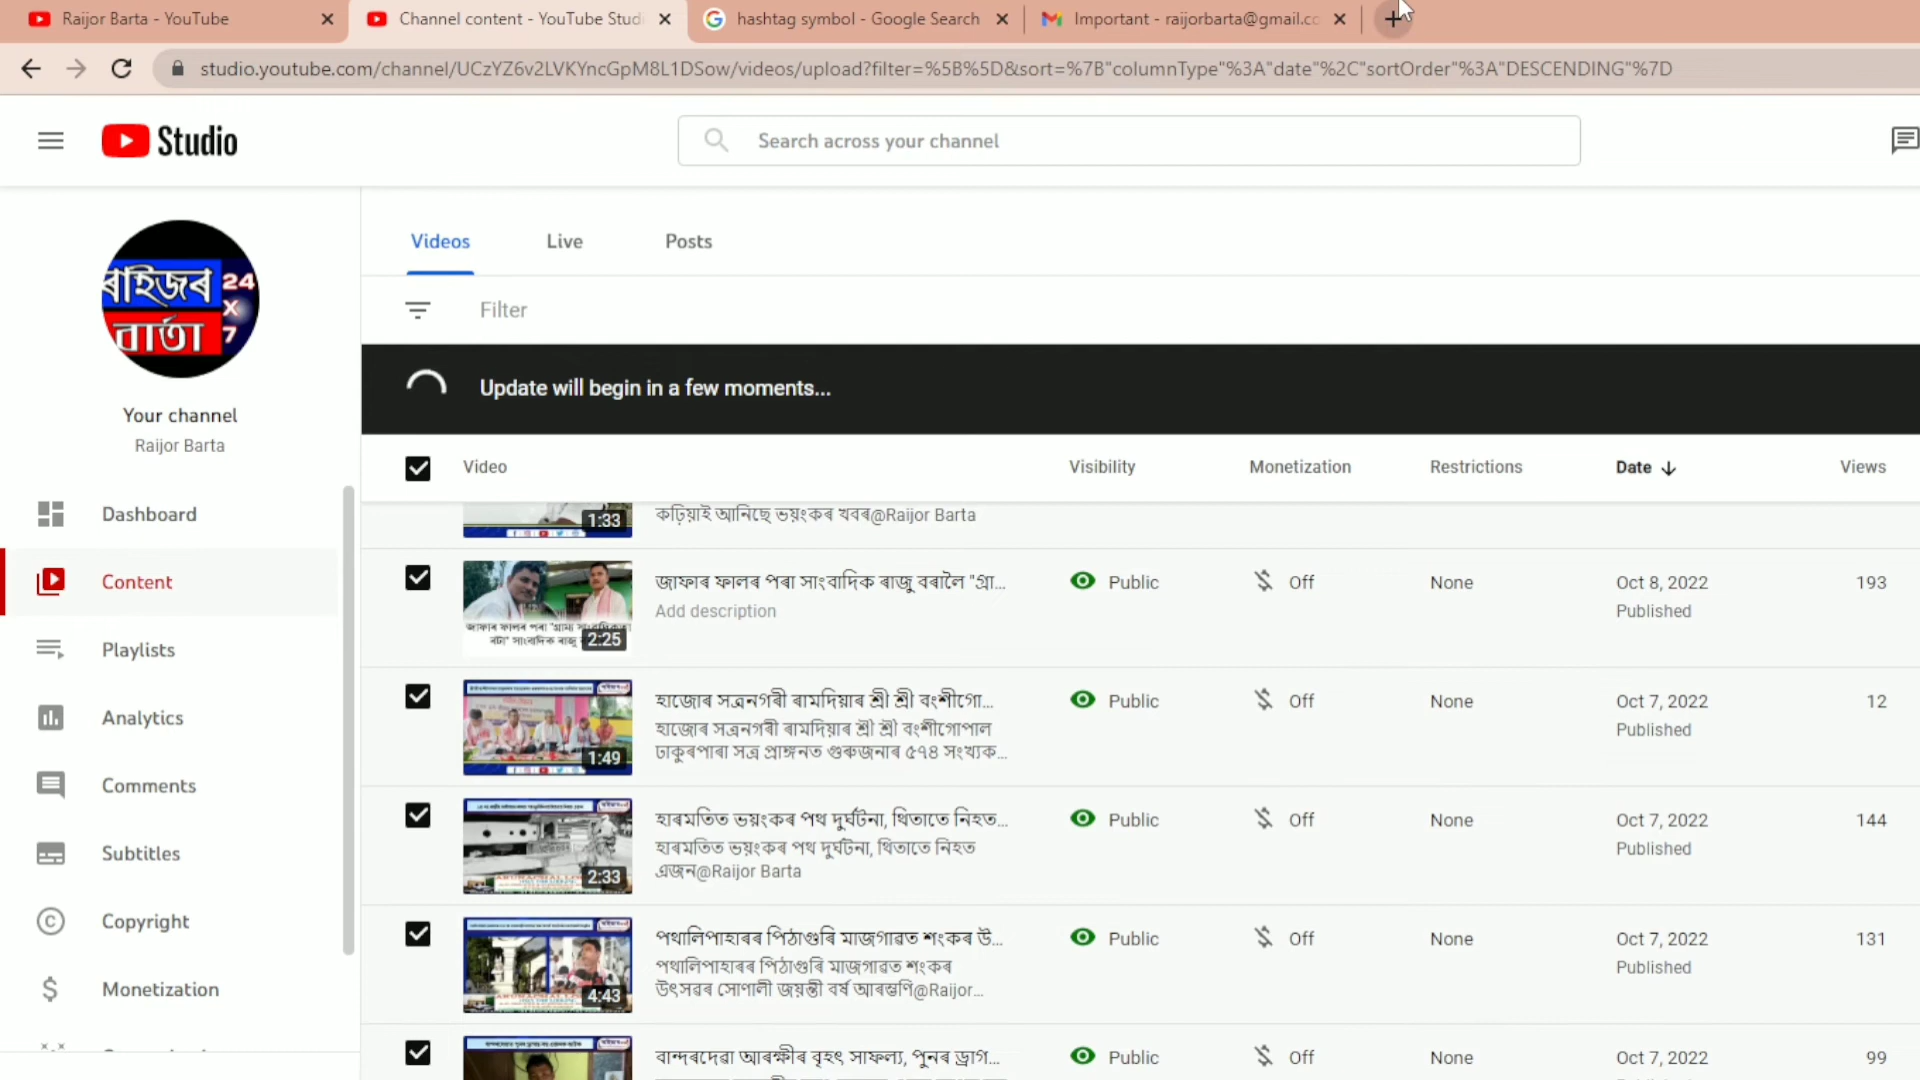 Raijor Barta - YouTube
Channel content - YouTube Studi
hashtag symbol - Google Search
Important - raijorbarta@gmail.co
studio.youtube.com/channel/UCzYZ6v2LVKYncGpM8L1DSow/videos/upload?filter=%5B%5D&sort=%7B"columnType"%3A"date"%2C"sortOrder"%3A"DESCENDING"%7D
Studio
Search across your channel
ৰাইজৰ 24
X
বাৰ্তা 7
Your channel
Raijor Barta
Dashboard
Content
Playlists
Analytics
Comments
Subtitles
Copyright
Monetization
Videos Live Posts
Filter
Update will begin in a few moments...
Video Visibility Monetization Restrictions Date Views
1:33 কঢ়িয়াই আনিছে ভয়ংকৰ খবৰ@Raijor Barta
জাফাৰ ফালৰ পৰা সাংবাদিক ৰাজু বৰালৈ "গ্ৰা... Public Off None Oct 8, 2022 193
Add description Published
2:25
হাজোৰ সত্ৰনগৰী ৰামদিয়াৰ শ্ৰী শ্ৰী বংশীগো... Public Off None Oct 7, 2022 12
হাজোৰ সত্ৰনগৰী ৰামদিয়াৰ শ্ৰী শ্ৰী বংশীগোপাল Published
ঢাকুৰপাৰা সত্ৰ প্ৰাঙ্গনত গুৰুজনাৰ ৫৭৪ সংখ্যক...
1:49
হাৰমতিত ভয়ংকৰ পথ দুৰ্ঘটনা, থিতাতে নিহত... Public Off None Oct 7, 2022 144
হাৰমতিত ভয়ংকৰ পথ দুৰ্ঘটনা, থিতাতে নিহত Published
এজন@Raijor Barta
2:33
পথালিপাহাৰৰ পিঠাগুৰি মাজগাৱত শংকৰ উ... Public Off None Oct 7, 2022 131
পথালিপাহাৰৰ পিঠাগুৰি মাজগাৱত শংকৰ Published
উৎসৱৰ সোণালী জয়ন্তী বৰ্ষ আৰম্ভণি@Raijor...
4:43
বান্দৰদেৱা আৰক্ষীৰ বৃহৎ সাফল্য, পুনৰ ড্ৰাগ... Public Off None Oct 7, 2022 99